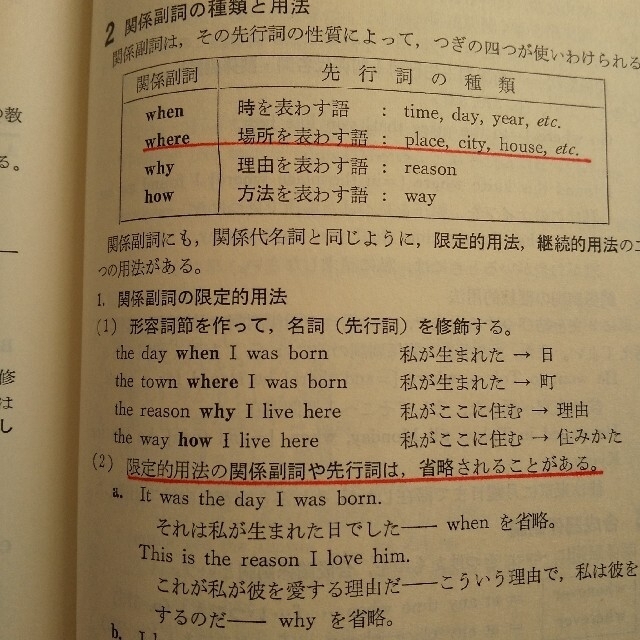 2 関係副詞の種類と用法
関係副詞は，その先行詞の性質によって，つぎの四つが使いわけられる
関係副詞 先行詞の種類
when 時を表わす語 : time, day, year, etc.
where 場所を表わす語 : place, city, house, etc.
why 理由を表わす語 : reason
how 方法を表わす語 : way
関係副詞にも，関係代名詞と同じように，限定的用法，継続的用法の二
つの用法がある。
1. 関係副詞の限定的用法
(1) 形容詞節を作って，名詞（先行詞）を修飾する。
the day when I was born 私が生まれた → 日
the town where I was born 私が生まれた → 町
the reason why I live here 私がここに住む → 理由
the way how I live here 私がここに住む → 住みかた
(2) 限定的用法の関係副詞や先行詞は，省略されることがある。
a. It was the day I was born.
それは私が生まれた日でした—— when を省略。
This is the reason I love him.
これが私が彼を愛する理由だ——こういう理由で，私は彼を
するのだ—— why を省略。
b.
の教
る。
修
は
し